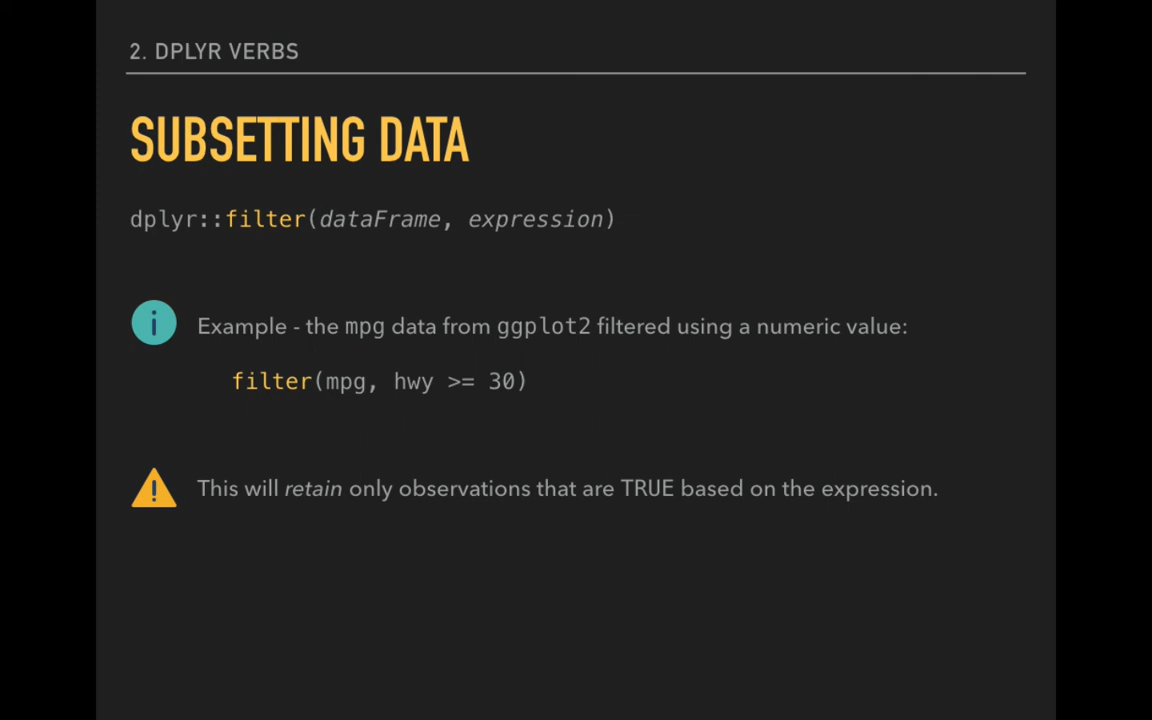 2. DPLYR VERBS
SUBSETTING DATA
dplyr::filter(dataFrame, expression)
Example - the mpg data from ggplot2 filtered using a numeric value:
filter(mpg, hwy >= 30)
This will retain only observations that are TRUE based on the expression.